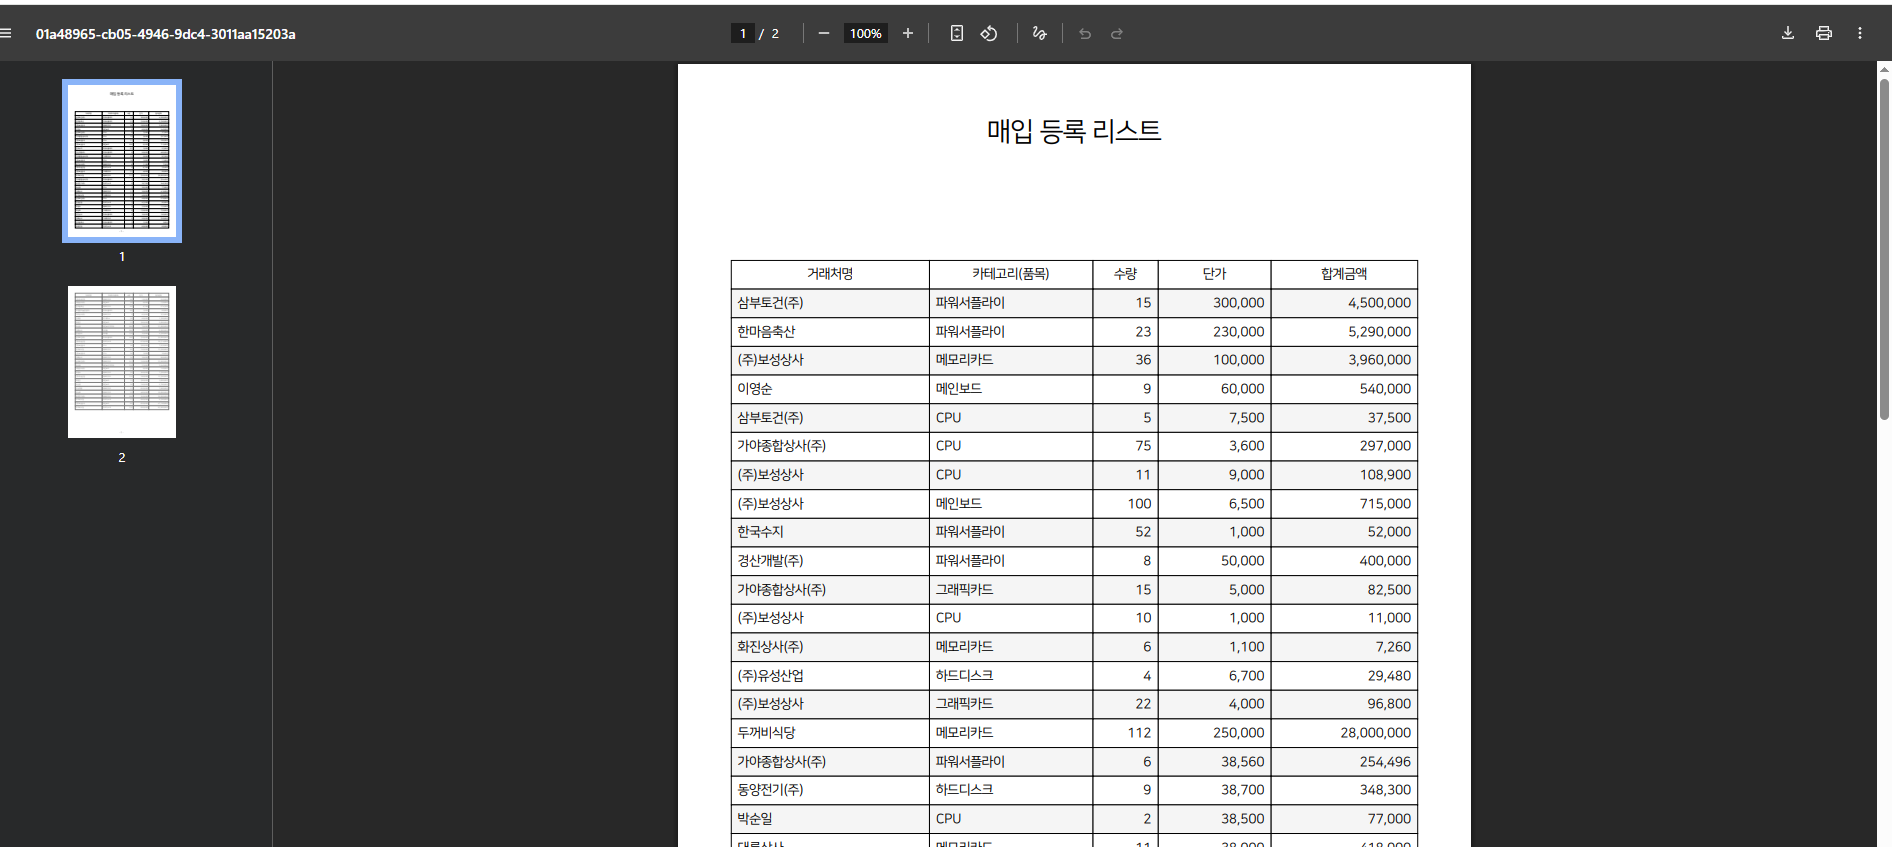 01a48965-cb05-4946-9dc4-3011aa15203a
1 / 2
100%
1
2
매입 등록 리스트
거래처명 카테고리(품목) 수량 단가 합계금액
삼부토건(주) 파워서플라이 15 300,000 4,500,000
한마음축산 파워서플라이 23 230,000 5,290,000
(주)보성상사 메모리카드 36 100,000 3,960,000
이영순 메인보드 9 60,000 540,000
삼부토건(주) CPU 5 7,500 37,500
가야종합상사(주) CPU 75 3,600 297,000
(주)보성상사 CPU 11 9,000 108,900
(주)보성상사 메인보드 100 6,500 715,000
한국수지 파워서플라이 52 1,000 52,000
경산개발(주) 파워서플라이 8 50,000 400,000
가야종합상사(주) 그래픽카드 15 5,000 82,500
(주)보성상사 CPU 10 1,000 11,000
화진상사(주) 메모리카드 6 1,100 7,260
(주)유성산업 하드디스크 4 6,700 29,480
(주)보성상사 그래픽카드 22 4,000 96,800
두꺼비식당 메모리카드 112 250,000 28,000,000
가야종합상사(주) 파워서플라이 6 38,560 254,496
동양전기(주) 하드디스크 9 38,700 348,300
박순일 CPU 2 38,500 77,000
메모리카드 11 38,000 418,000